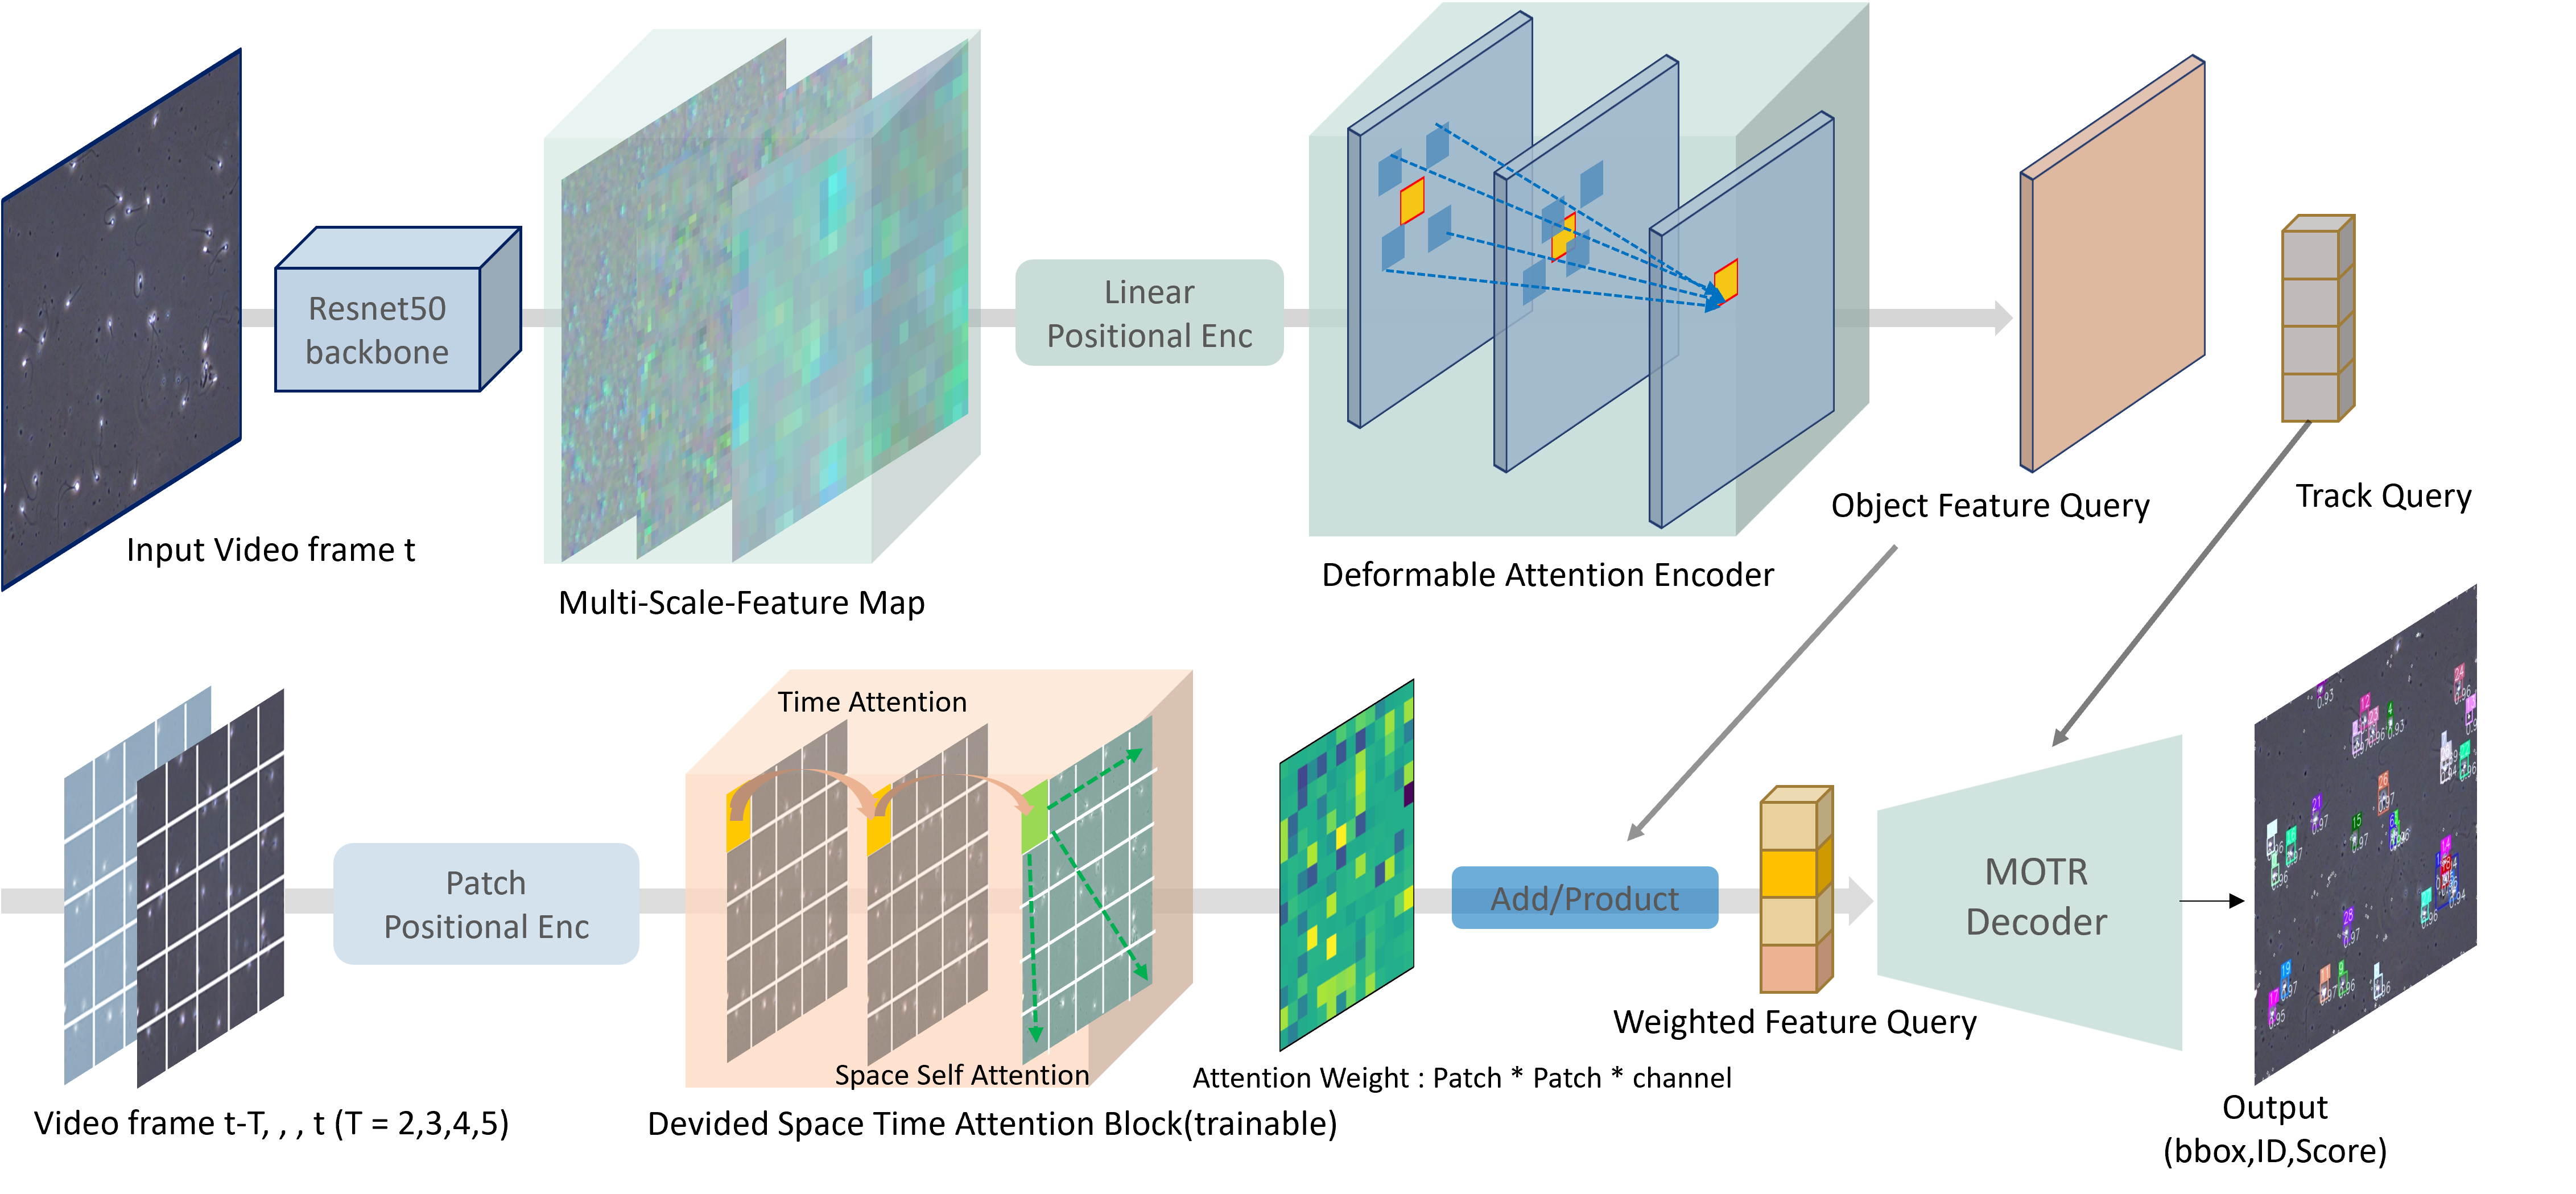 Resnet50
backbone
Linear
Positional Enc
Input Video frame t
Multi-Scale-Feature Map
Deformable Attention Encoder
Object Feature Query
Track Query
Time Attention
Patch
Positional Enc
Add/Product
MOTR
Decoder
Space Self Attention
Attention Weight : Patch * Patch * channel
Weighted Feature Query
Video frame t-T, , , t (T = 2,3,4,5)
Devided Space Time Attention Block(trainable)
Output
(bbox,ID,Score)